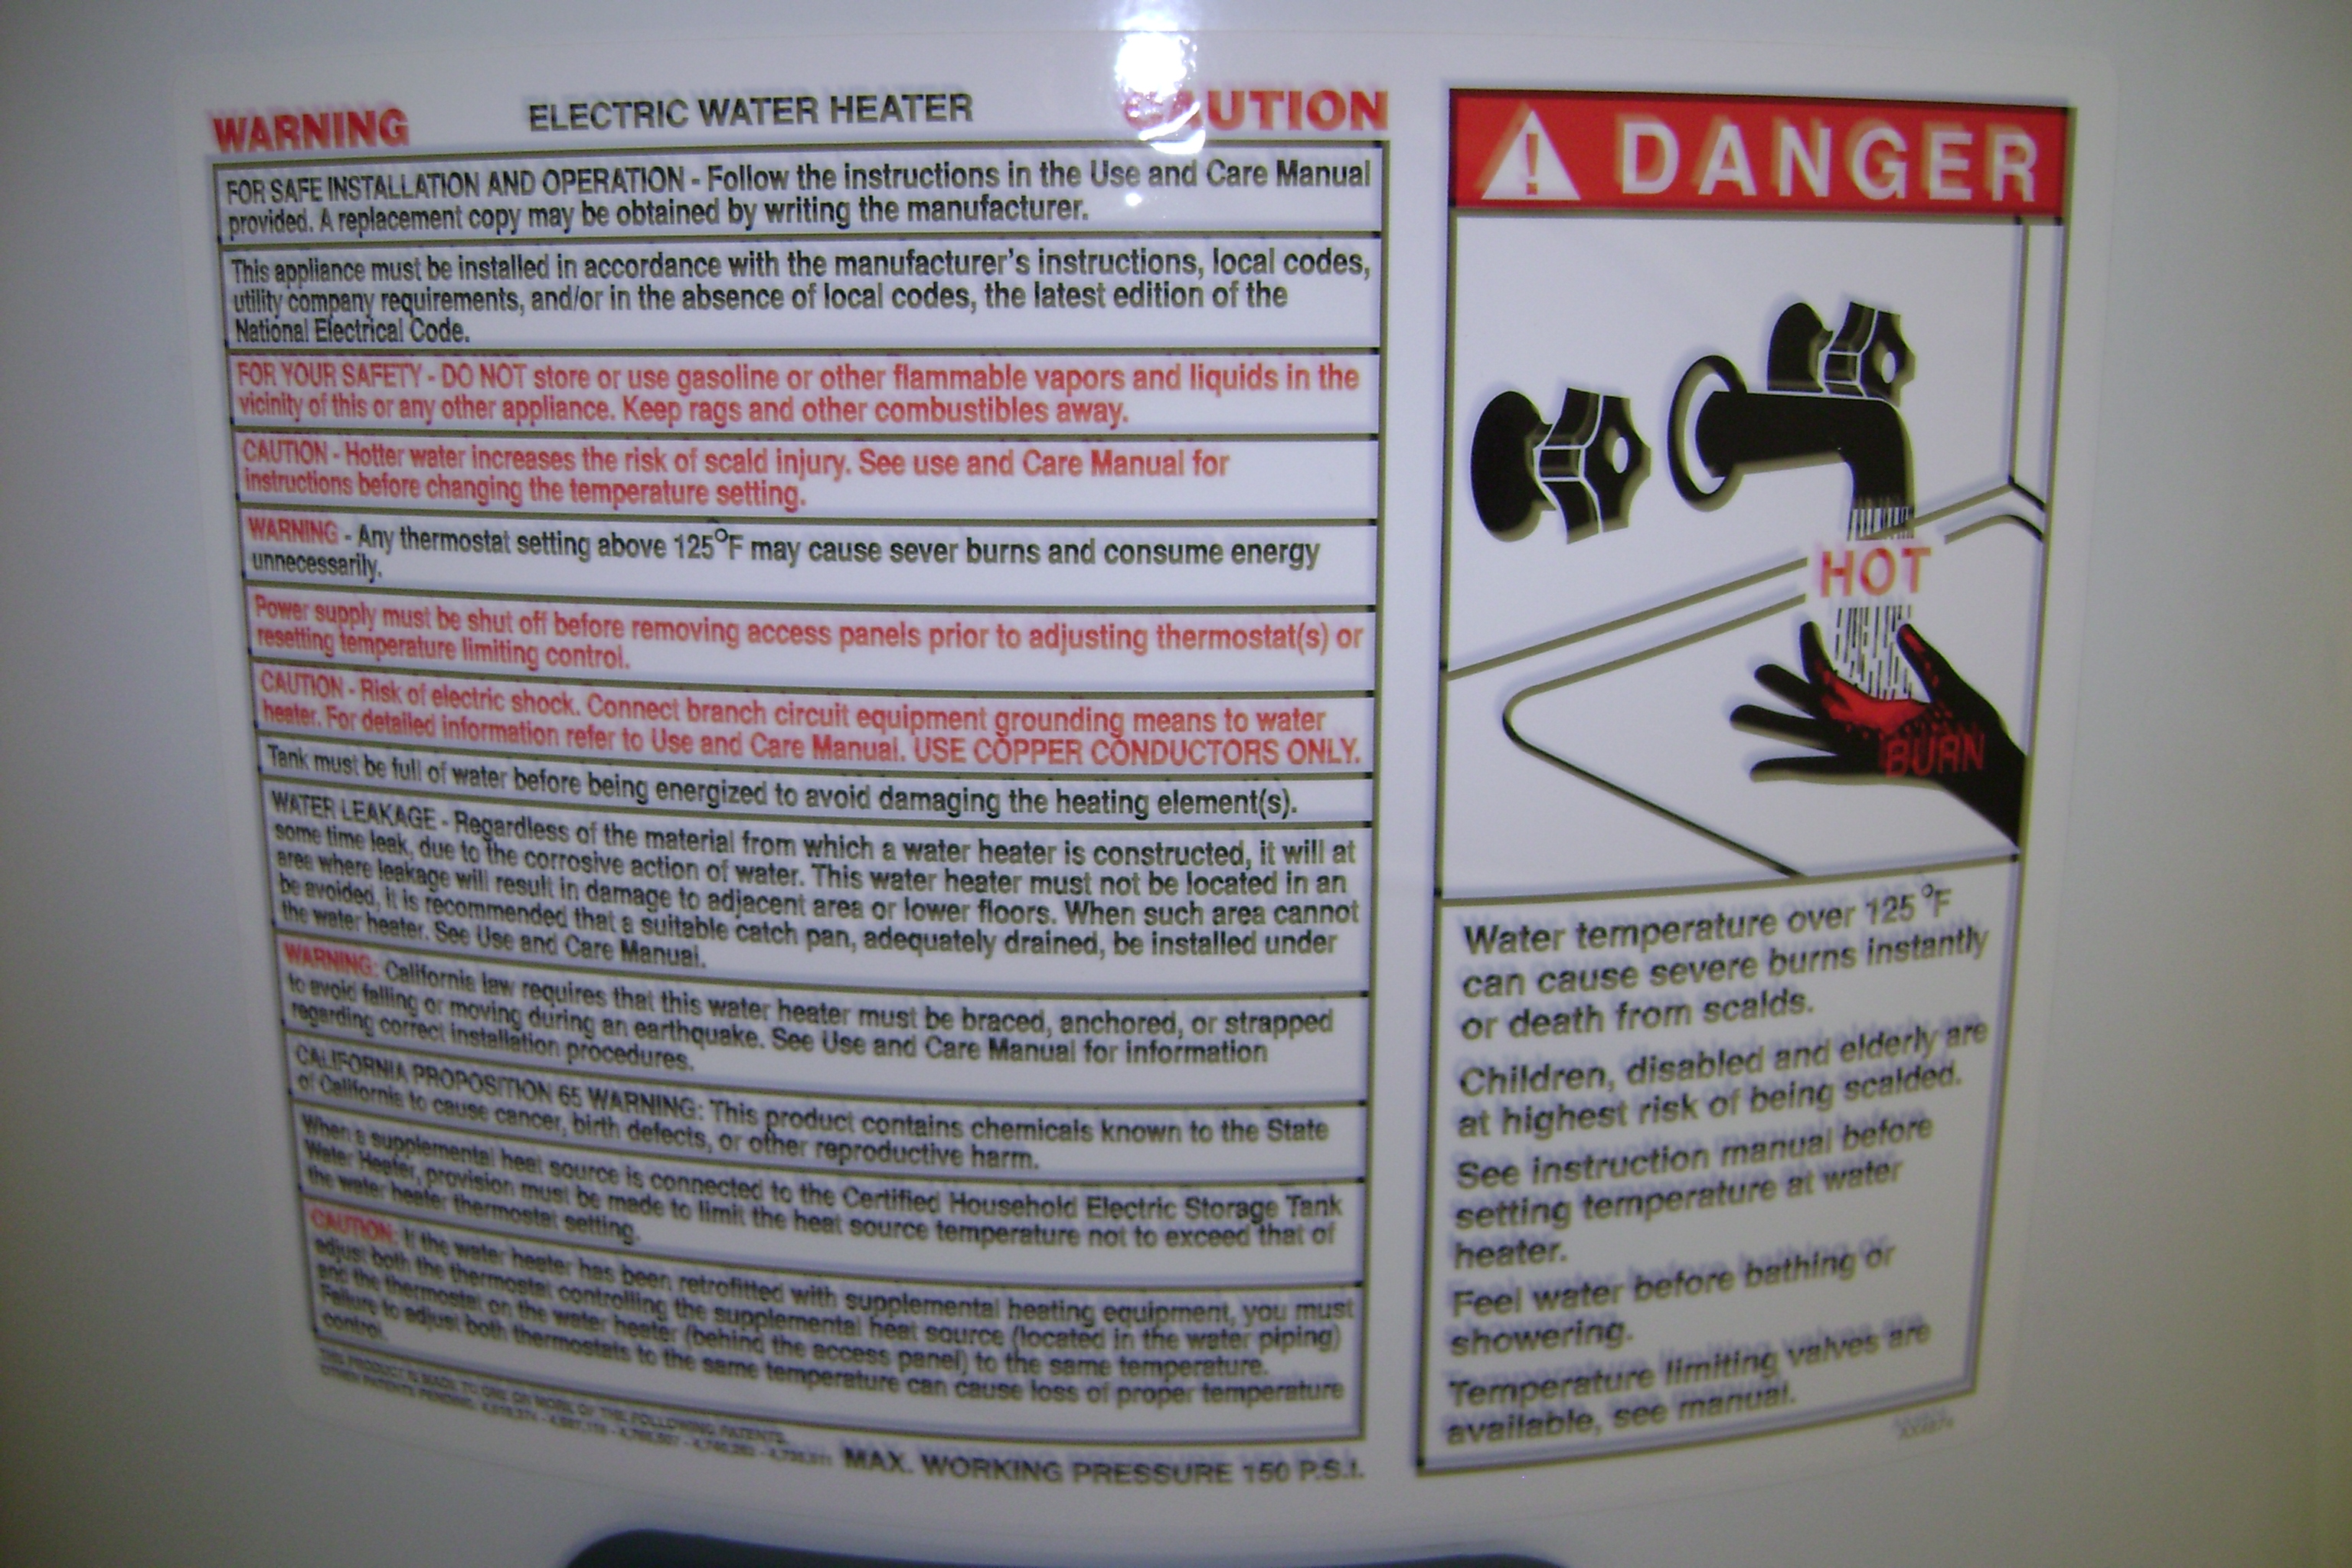 WARNING ELECTRIC WATER HEATER CAUTION
FOR SAFE INSTALLATION AND OPERATION - Follow the instructions in the Use and Care Manual
provided. A replacement copy may be obtained by writing the manufacturer.
This appliance must be installed in accordance with the manufacturer's instructions, local codes,
utility company requirements, and/or in the absence of local codes, the latest edition of the
National Electrical Code.
FOR YOUR SAFETY - DO NOT store or use gasoline or other flammable vapors and liquids in the
vicinity of this or any other appliance. Keep rags and other combustibles away.
CAUTION - Hotter water increases the risk of scald injury. See use and Care Manual for
instructions before changing the temperature setting.
WARNING - Any thermostat setting above 125°F may cause sever burns and consume energy
unnecessarily.
Power supply must be shut off before removing access panels prior to adjusting thermostat(s) or
resetting temperature limiting control.
CAUTION - Risk of electric shock. Connect branch circuit equipment grounding means to water
heater. For detailed information refer to Use and Care Manual. USE COPPER CONDUCTORS ONLY.
Tank must be full of water before being energized to avoid damaging the heating element(s).
WATER LEAKAGE - Regardless of the material from which a water heater is constructed, it will at
some time leak, due to the corrosive action of water. This water heater must not be located in an
area where leakage will result in damage to adjacent area or lower floors. When such area cannot
be avoided, it is recommended that a suitable catch pan, adequately drained, be installed under
the water heater. See Use and Care Manual.
WARNING: California law requires that this water heater must be braced, anchored, or strapped
to avoid falling or moving during an earthquake. See Use and Care Manual for information
regarding correct installation procedures.
CALIFORNIA PROPOSITION 65 WARNING: This product contains chemicals known to the State
of California to cause cancer, birth defects, or other reproductive harm.
When a supplemental heat source is connected to the Certified Household Electric Storage Tank
Water Heater, provision must be made to limit the heat source temperature not to exceed that of
the water heater thermostat setting.
CAUTION: If the water heater has been retrofitted with supplemental heating equipment, you must
adjust both the thermostat controlling the supplemental heat source (located in the water piping)
and the thermostat on the water heater (behind the access panel) to the same temperature.
Failure to adjust both thermostats to the same temperature can cause loss of proper temperature
control.
THIS PRODUCT IS MADE TO ONE OR MORE OF THE FOLLOWING PATENTS.
OTHER PATENTS PENDING:
MAX. WORKING PRESSURE 150 P.S.I.
DANGER
HOT
BURN
Water temperature over 125°F
can cause severe burns instantly
or death from scalds.
Children, disabled and elderly are
at highest risk of being scalded.
See instruction manual before
setting temperature at water
heater.
Feel water before bathing or
showering.
Temperature limiting valves are
available, see manual.